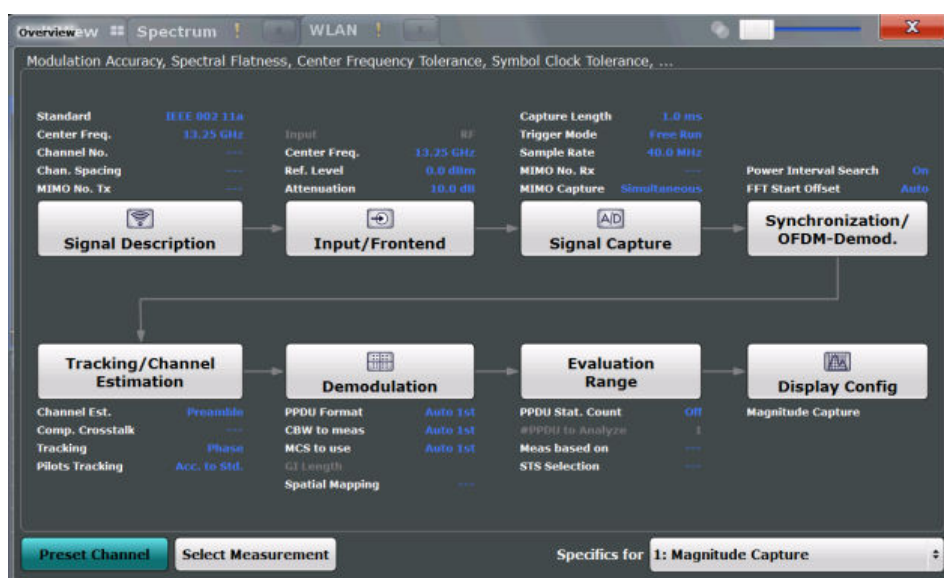 Overview Spectrum ! WLAN ! X
Modulation Accuracy, Spectral Flatness, Center Frequency Tolerance, Symbol Clock Tolerance, ...
Standard IEEE 802 11a
Center Freq. 13.25 GHz
Channel No. ---
Chan. Spacing ---
MIMO No. Tx ---
Input RF
Center Freq. 13.25 GHz
Ref. Level 0.0 dBm
Attenuation 10.0 dB
Capture Length 1.0 ms
Trigger Mode Free Run
Sample Rate 40.0 MHz
MIMO No. Rx ---
MIMO Capture Simultaneous
Power Interval Search On
FFT Start Offset Auto
Signal Description
Input/Frontend
A/D
Signal Capture
Synchronization/
OFDM-Demod.
Tracking/Channel
Estimation
Demodulation
Evaluation
Range
Display Config
Channel Est. Preamble
Comp. Crosstalk ---
Tracking Phase
Pilots Tracking Acc. to Std.
PPDU Format Auto 1st
CBW to meas Auto 1st
MCS to use Auto 1st
GI Length
Spatial Mapping ---
PPDU Stat. Count Off
#PPDU to Analyze 1
Meas based on ---
STS Selection ---
Magnitude Capture
Preset Channel Select Measurement Specifics for 1: Magnitude Capture